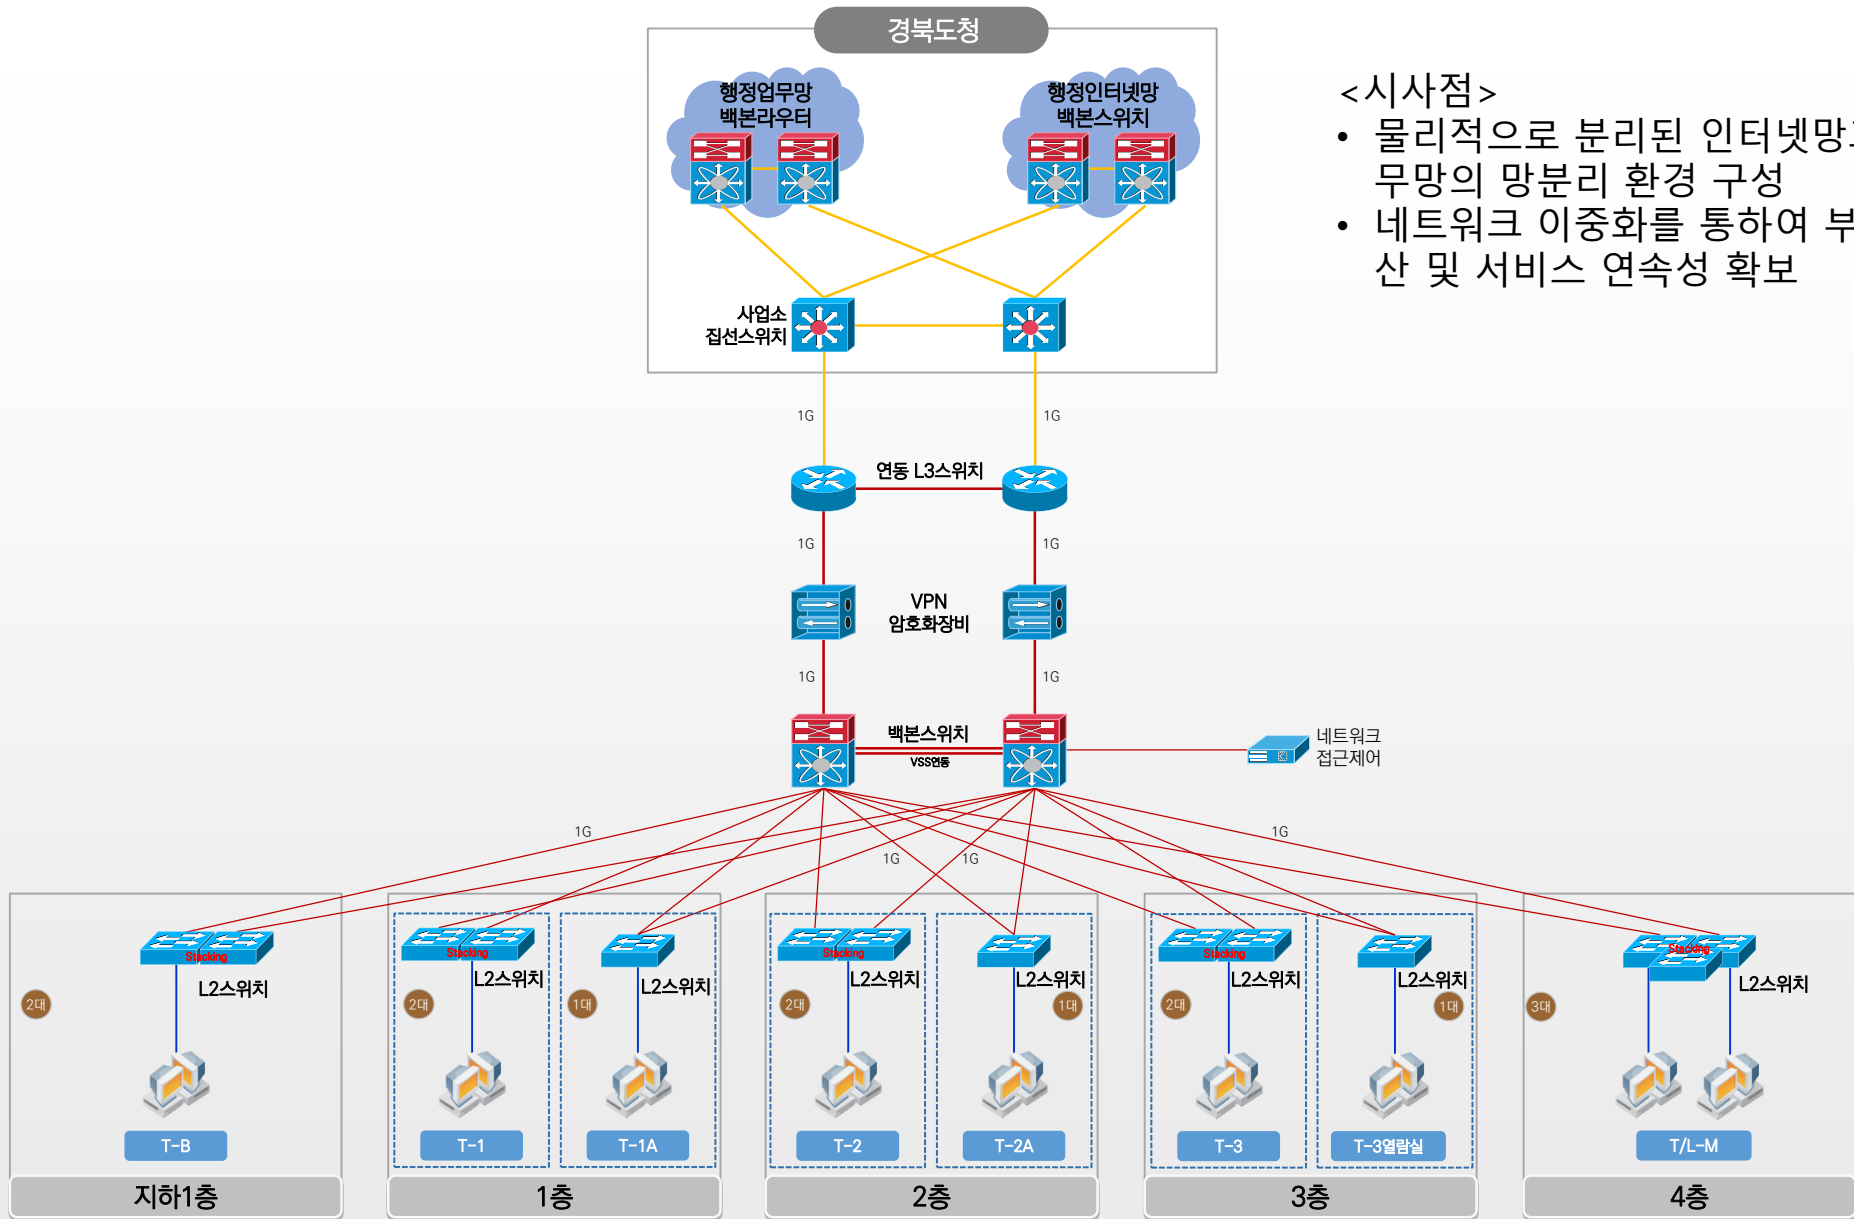 경북도청
행정업무망
백본라우터
행정인터넷망
백본스위치
<시사점>
• 물리적으로 분리된 인터넷망
무망의 망분리 환경 구성
• 네트워크 이중화를 통하여 부
산 및 서비스 연속성 확보
사업소
집선스위치
1G
1G
연동 L3스위치
1G
1G
VPN
암호화장비
1G
1G
백본스위치
VSS연동
네트워크
접근제어
1G
1G
1G
1G
Stacking
L2스위치
2대
T-B
지하1층
Stacking
L2스위치
2대
T-1
L2스위치
1대
T-1A
1층
Stacking
L2스위치
2대
T-2
L2스위치
1대
T-2A
2층
Stacking
L2스위치
2대
T-3
L2스위치
1대
T-3열람실
3층
Stacking
L2스위치
3대
T/L-M
4층